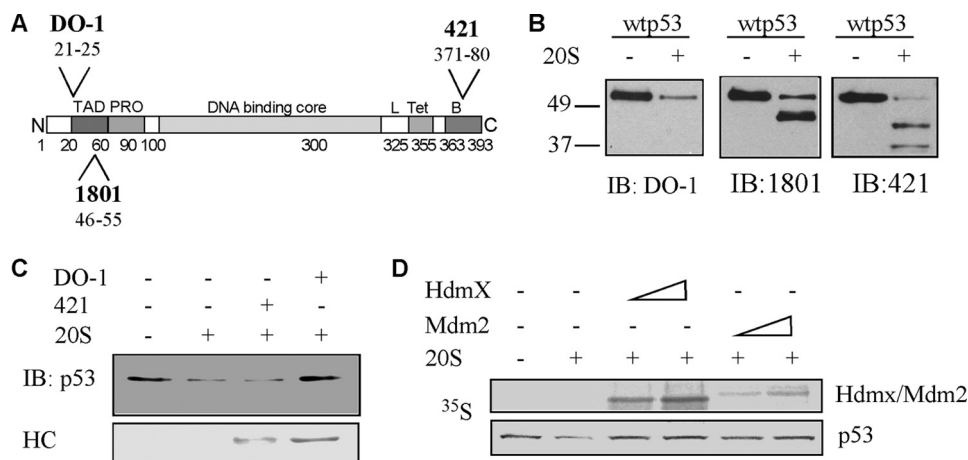 A
DO-1
21-25
421
371-80
TAD PRO DNA binding core L Tet B
N C
1 20 60 90 100 300 325 355 363 393
1801
46-55
B
wtp53 wtp53 wtp53
20S - + - + - +
49
37
IB: DO-1 IB:1801 IB:421
C
DO-1 - - - +
421 - - + -
20S - + + +
IB: p53
HC
D
HdmX - - - -
Mdm2 - - - -
20S - + + + + +
35S
Hdmx/Mdm2
p53